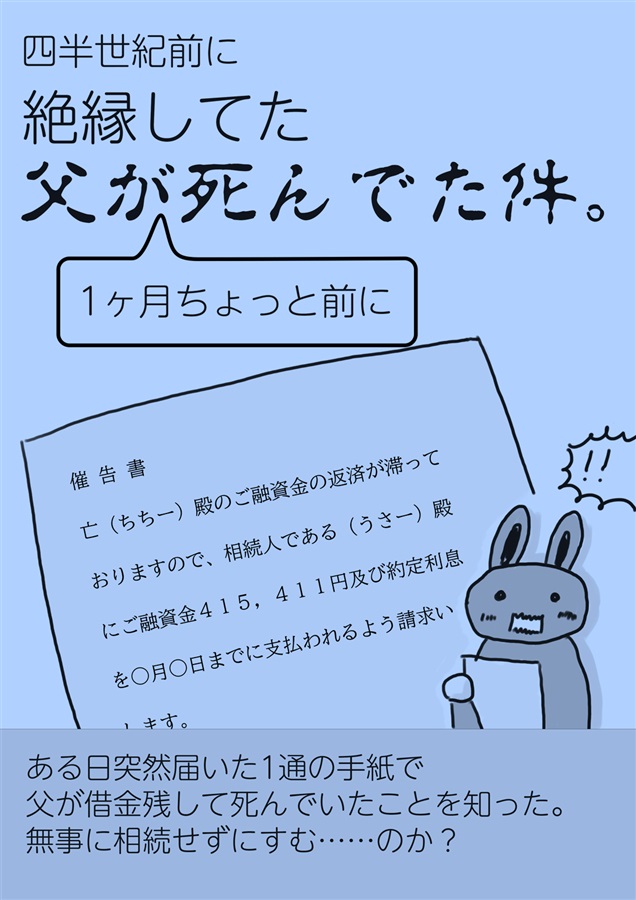 四半世紀前に
絶縁してた
父が死んでた件。
1ヶ月ちょっと前に
催告書
亡（ちちー）殿のご融資金の返済が滞って
おりますので、相続人である（うさー）殿
にご融資金４１５，４１１円及び約定利息
を〇月〇日までに支払われるよう請求い
します。
!!
ある日突然届いた1通の手紙で
父が借金残して死んでいたことを知った。
無事に相続せずにすむ……のか？